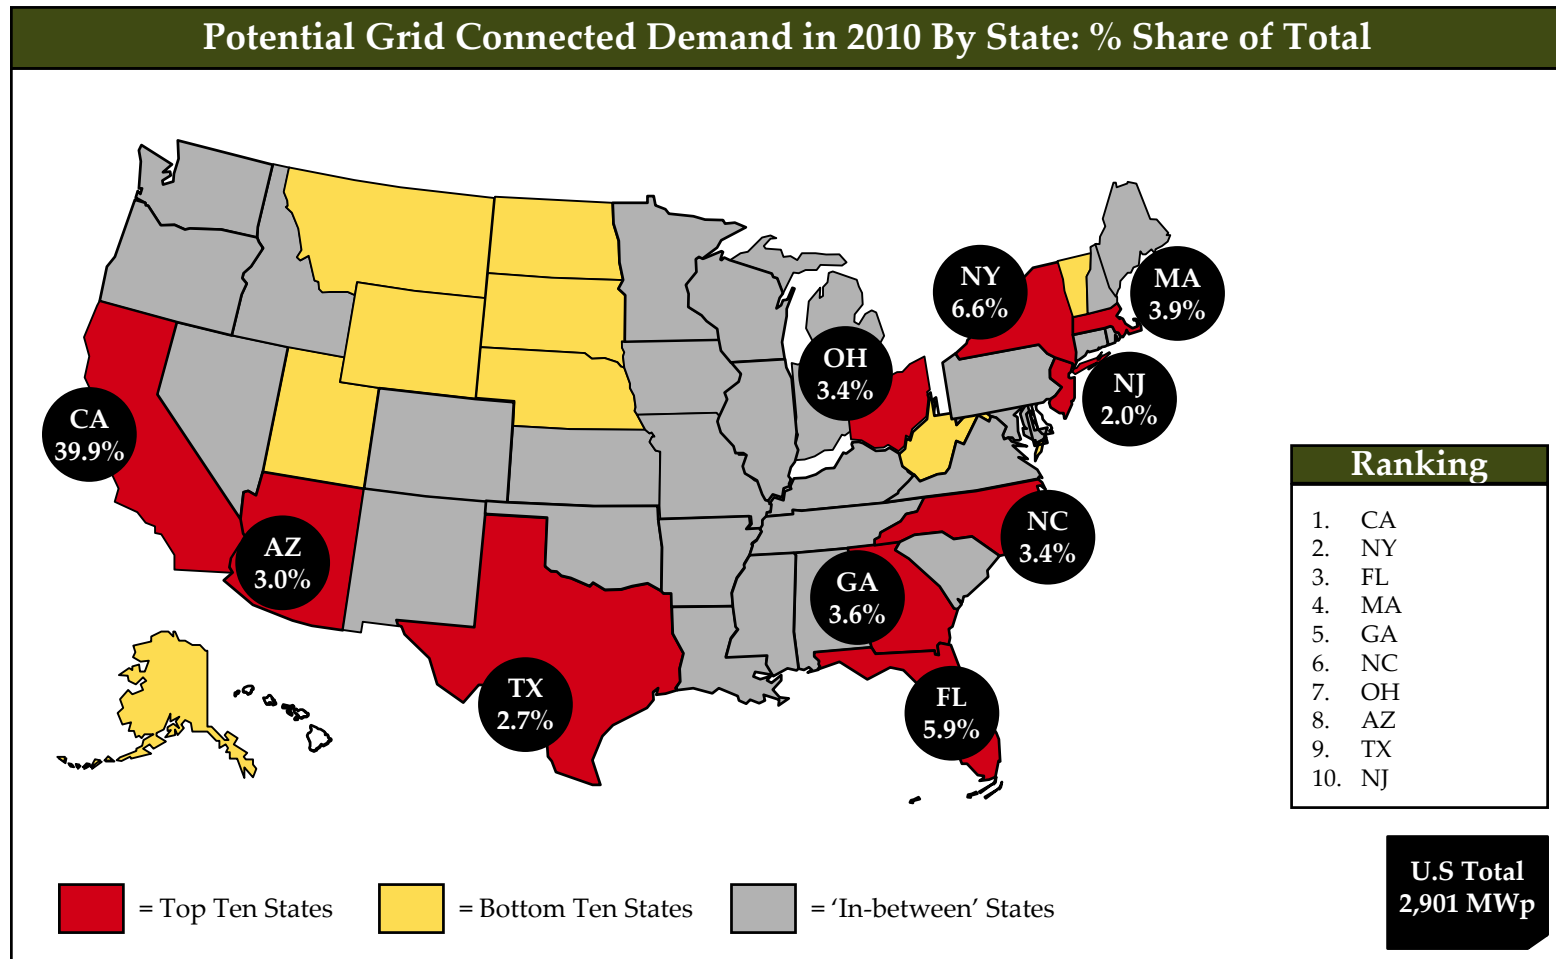 Potential Grid Connected Demand in 2010 By State: % Share of Total
NY
6.6%
MA
3.9%
OH
3.4%
NJ
2.0%
CA
39.9%
AZ
3.0%
NC
3.4%
GA
3.6%
TX
2.7%
FL
5.9%
Ranking
1. CA
2. NY
3. FL
4. MA
5. GA
6. NC
7. OH
8. AZ
9. TX
10. NJ
= Top Ten States
= Bottom Ten States
= ‘In-between’ States
U.S Total
2,901 MWp